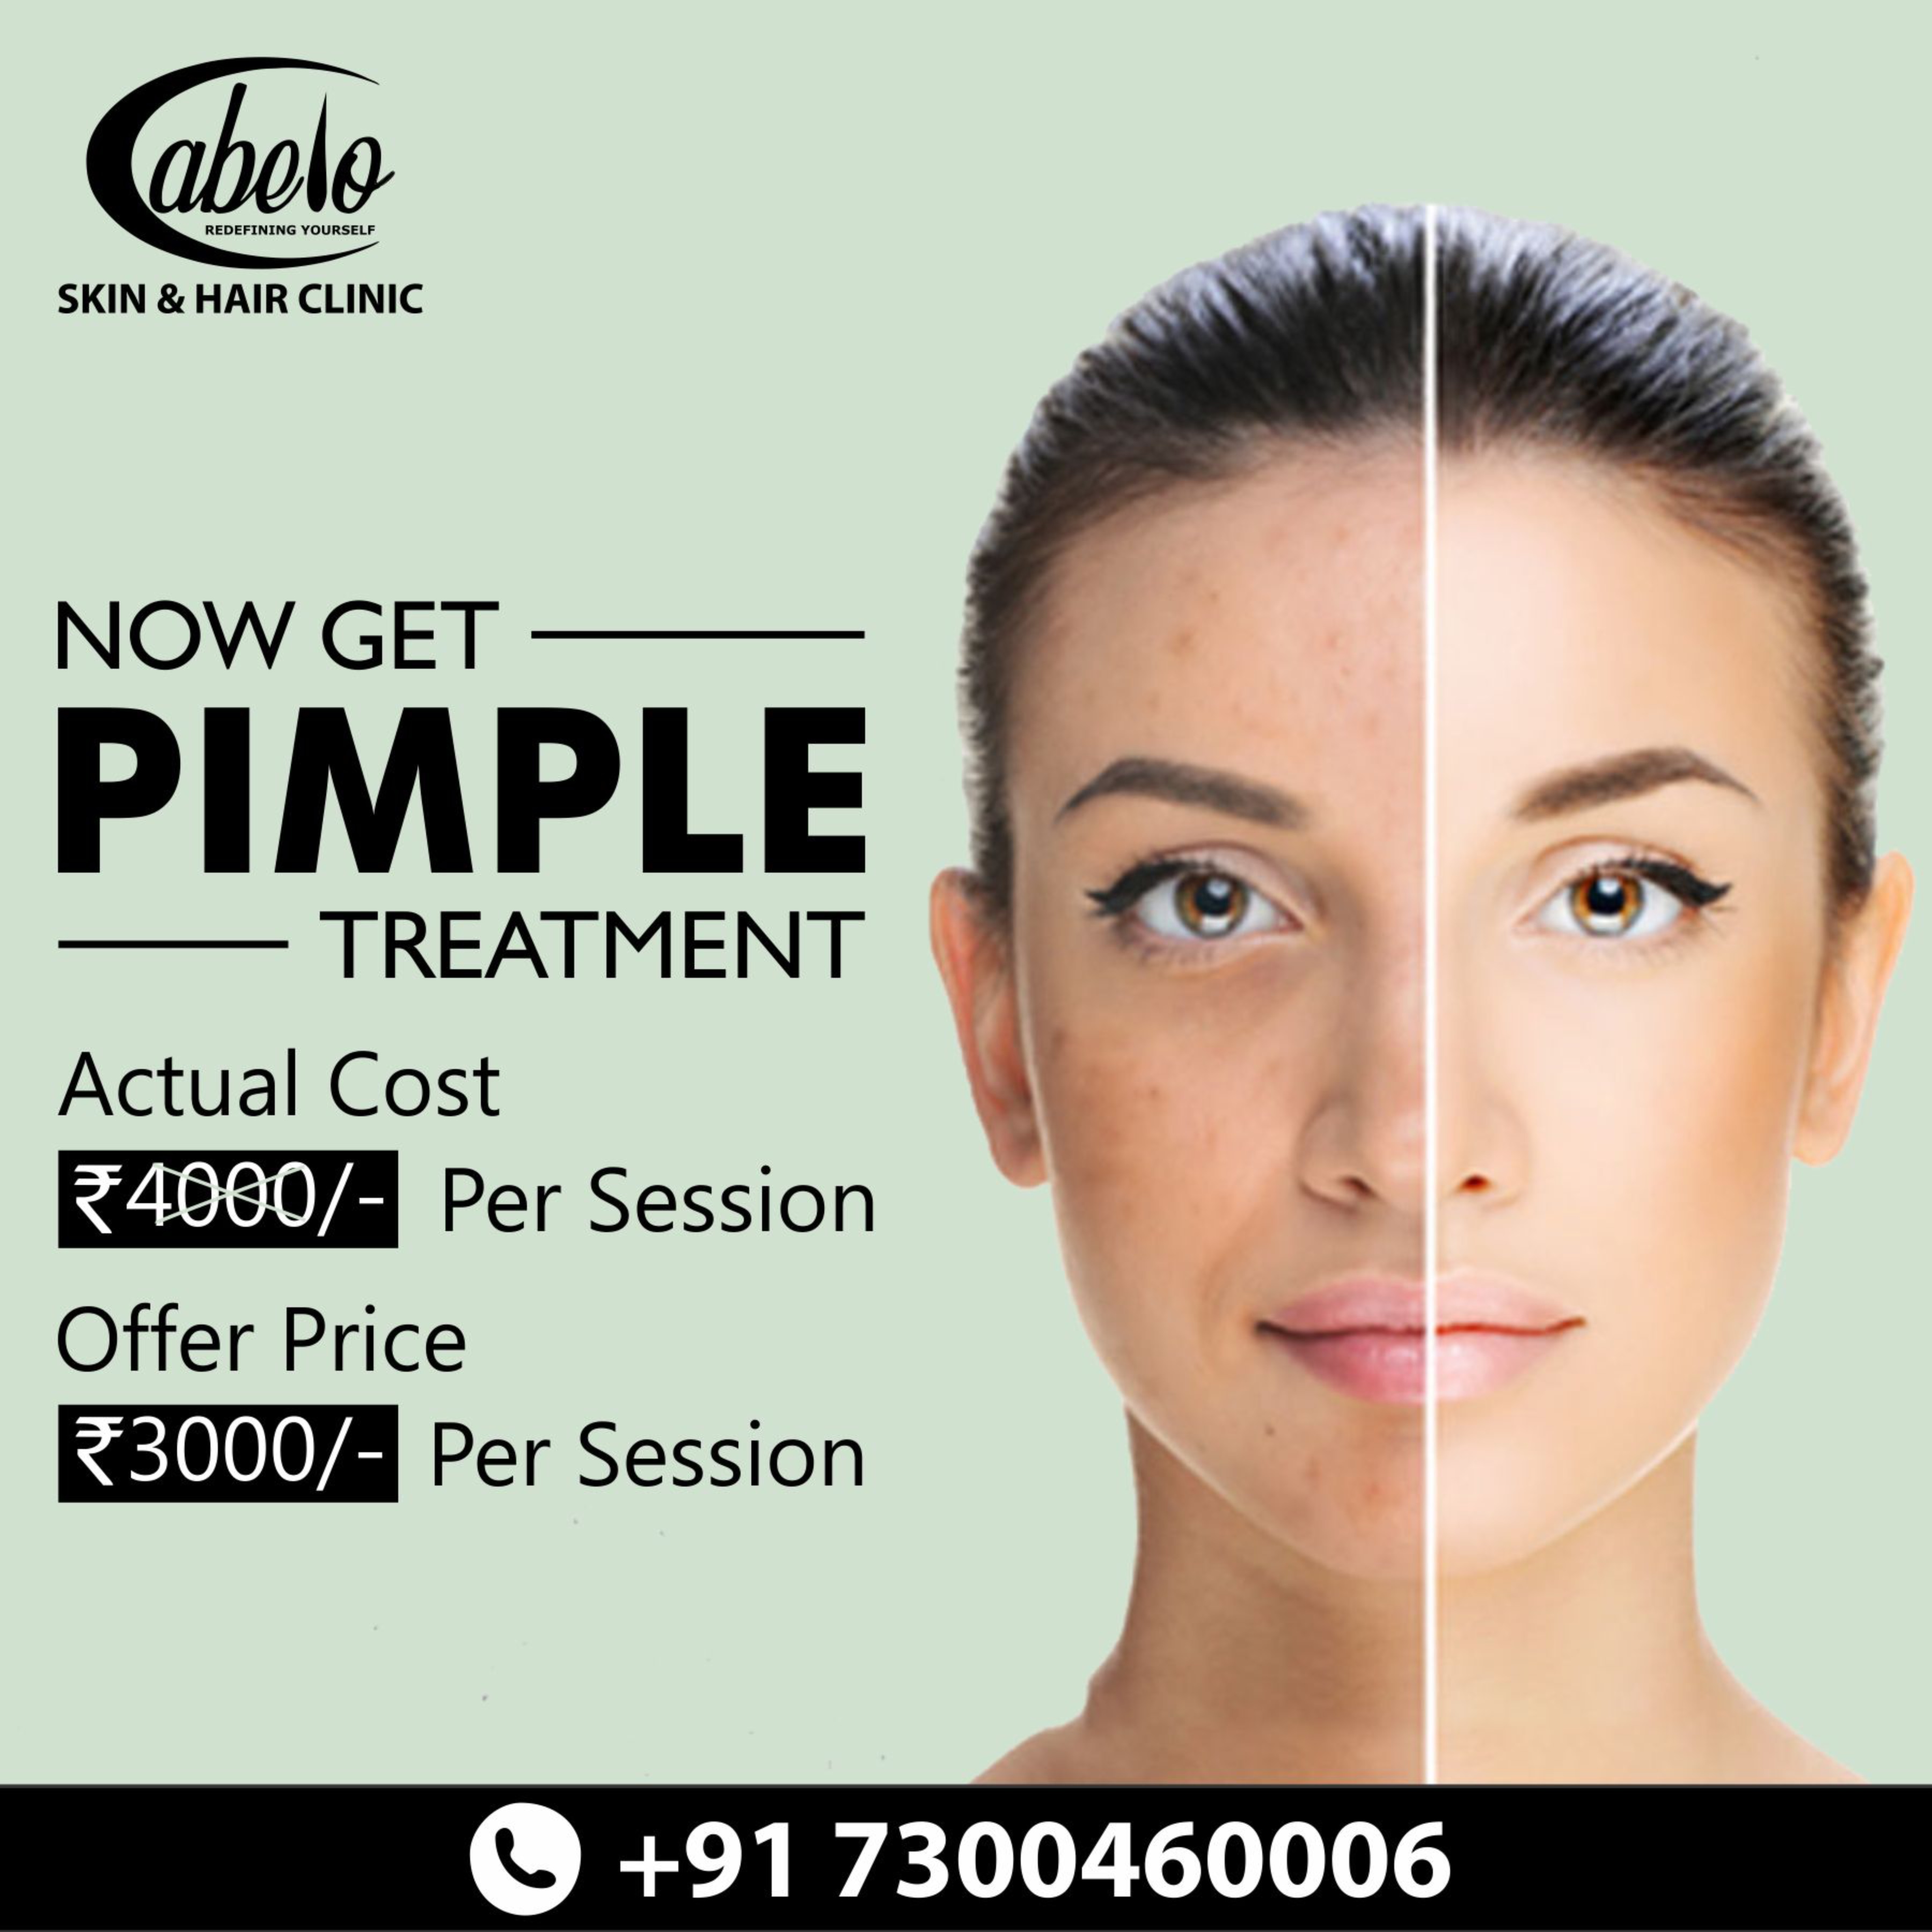 Cabelo
REDEFINING YOURSELF
SKIN & HAIR CLINIC
NOW GET
PIMPLE
TREATMENT
Actual Cost
₹4000/- Per Session
Offer Price
₹3000/- Per Session
+91 7300460006